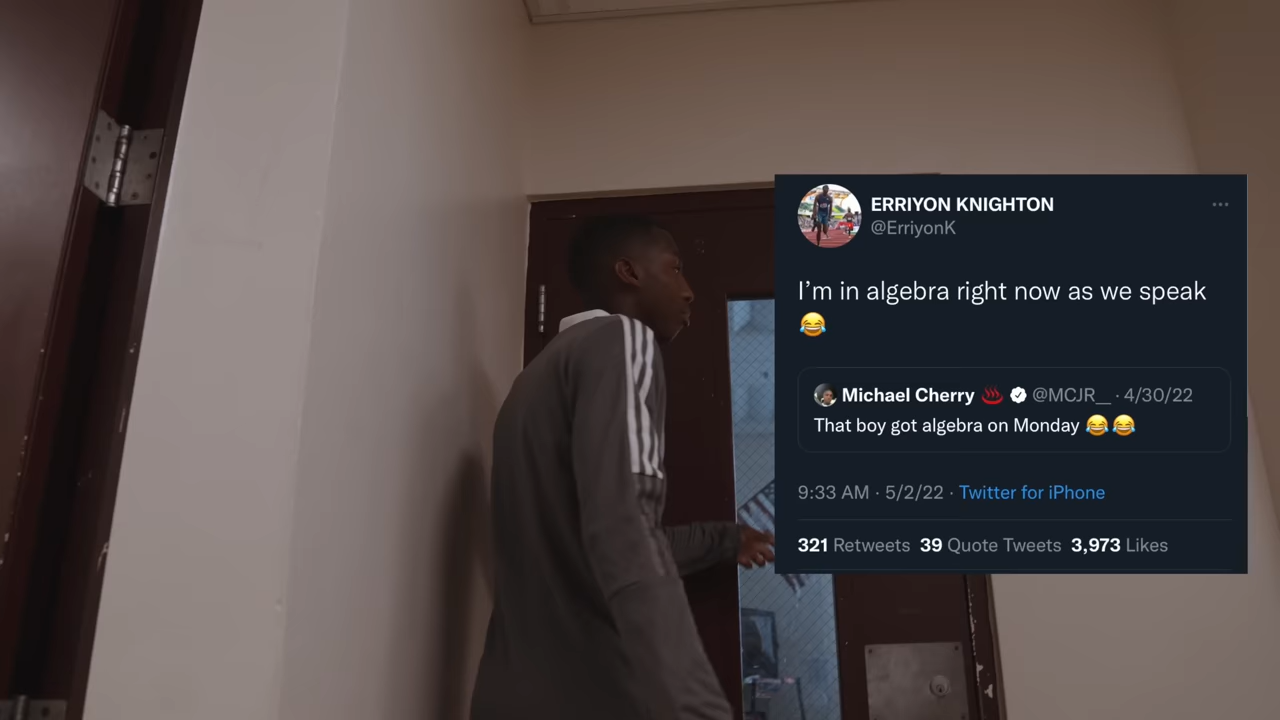 ERRIYON KNIGHTON
@ErriyonK
I'm in algebra right now as we speak
😂
Michael Cherry ♨️ @MCJR__ · 4/30/22
That boy got algebra on Monday 😂😂
9:33 AM · 5/2/22 · Twitter for iPhone
321 Retweets 39 Quote Tweets 3,973 Likes